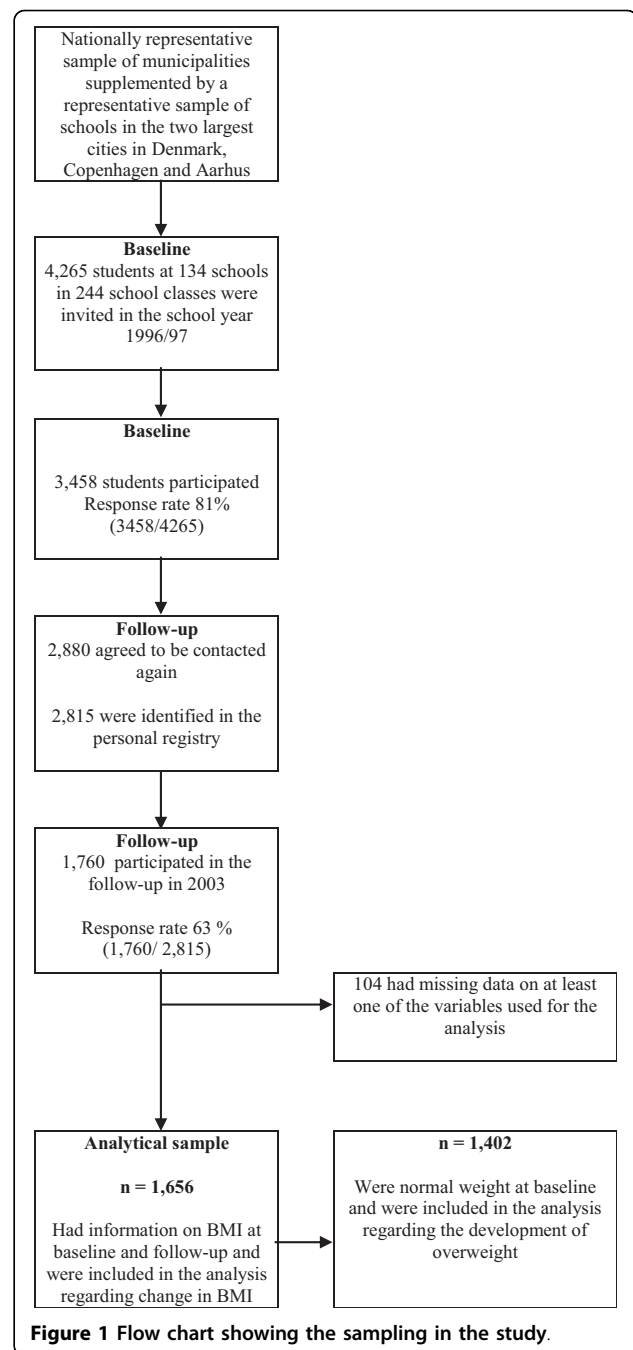 Nationally representative
sample of municipalities
supplemented by a
representative sample of
schools in the two largest
cities in Denmark,
Copenhagen and Aarhus
Baseline
4,265 students at 134 schools
in 244 school classes were
invited in the school year
1996/97
Baseline
3,458 students participated
Response rate 81%
(3458/4265)
Follow-up
2,880 agreed to be contacted
again
2,815 were identified in the
personal registry
Follow-up
1,760 participated in the
follow-up in 2003
Response rate 63 %
(1,760/ 2,815)
104 had missing data on at least
one of the variables used for the
analysis
Analytical sample
n = 1,656
Had information on BMI at
baseline and follow-up and
were included in the analysis
regarding change in BMI
n = 1,402
Were normal weight at baseline
and were included in the analysis
regarding the development of
overweight
Figure 1 Flow chart showing the sampling in the study.